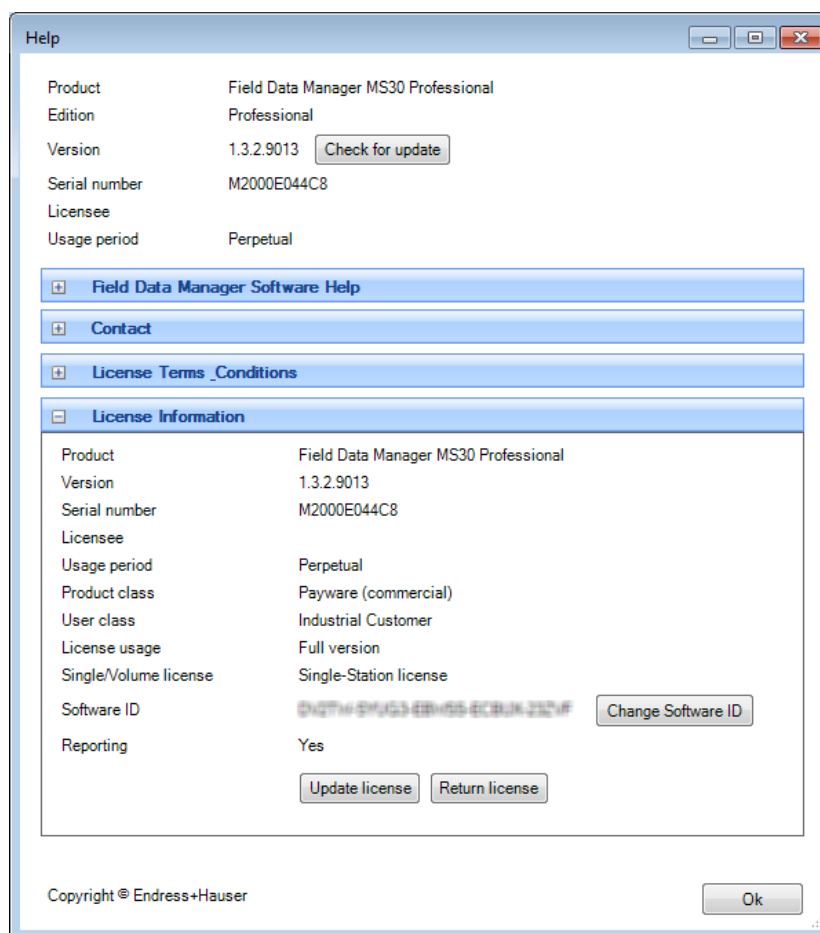 Help
Product Field Data Manager MS30 Professional
Edition Professional
Version 1.3.2.9013 Check for update
Serial number M2000E044C8
Licensee
Usage period Perpetual
Field Data Manager Software Help
Contact
License Terms _Conditions
License Information
Product Field Data Manager MS30 Professional
Version 1.3.2.9013
Serial number M2000E044C8
Licensee
Usage period Perpetual
Product class Payware (commercial)
User class Industrial Customer
License usage Full version
Single/Volume license Single-Station license
Software ID Change Software ID
Reporting Yes
Update license Return license
Copyright © Endress+Hauser Ok